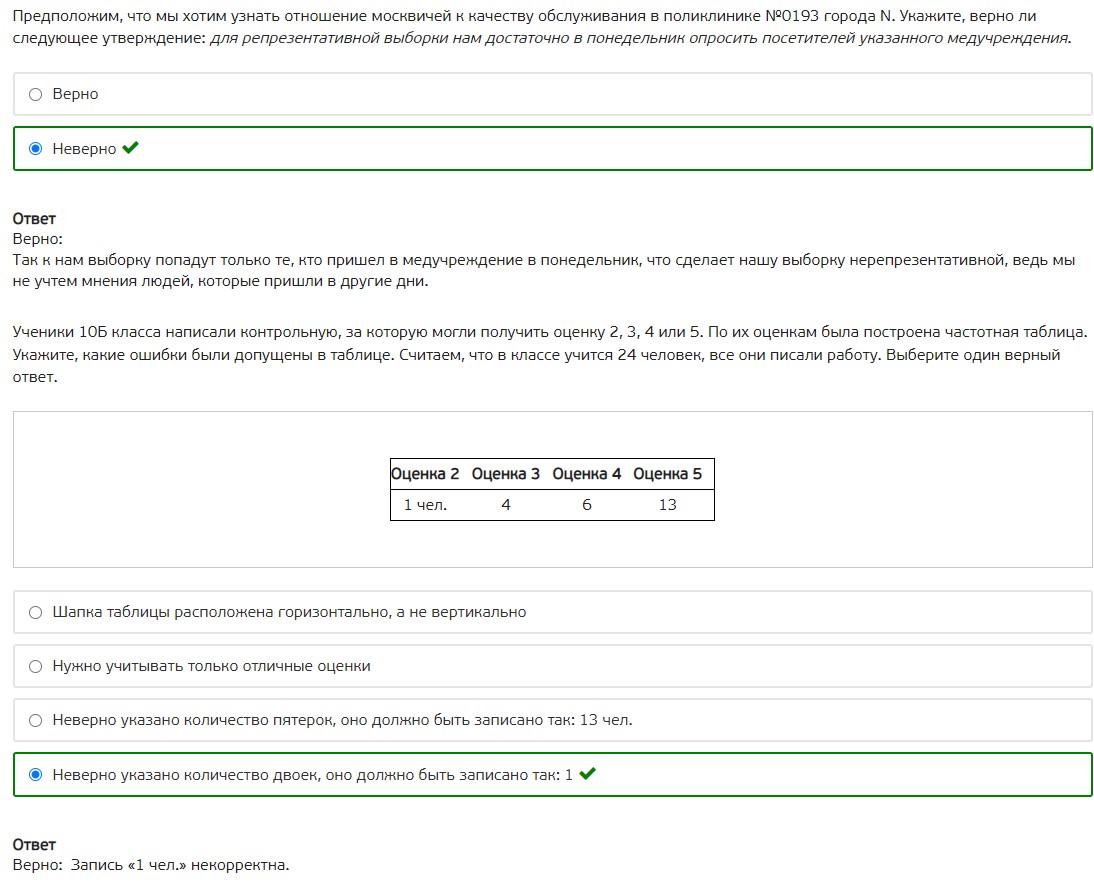 Предположим, что мы хотим узнать отношение москвичей к качеству обслуживания в поликлинике №0193 города N. Укажите, верно ли
следующее утверждение: для репрезентативной выборки нам достаточно в понедельник опросить посетителей указанного медучреждения.
Верно
Неверно
Ответ
Верно:
Так к нам выборку попадут только те, кто пришел в медучреждение в понедельник, что сделает нашу выборку нерепрезентативной, ведь мы
не учтем мнения людей, которые пришли в другие дни.
Ученики 10Б класса написали контрольную, за которую могли получить оценку 2, 3, 4 или 5. По их оценкам была построена частотная таблица.
Укажите, какие ошибки были допущены в таблице. Считаем, что в классе учится 24 человек, все они писали работу. Выберите один верный
ответ.
Оценка 2 Оценка 3 Оценка 4 Оценка 5
1 чел. 4 6 13
Шапка таблицы расположена горизонтально, а не вертикально
Нужно учитывать только отличные оценки
Неверно указано количество пятерок, оно должно быть записано так: 13 чел.
Неверно указано количество двоек, оно должно быть записано так: 1
Ответ
Верно: Запись «1 чел.» некорректна.